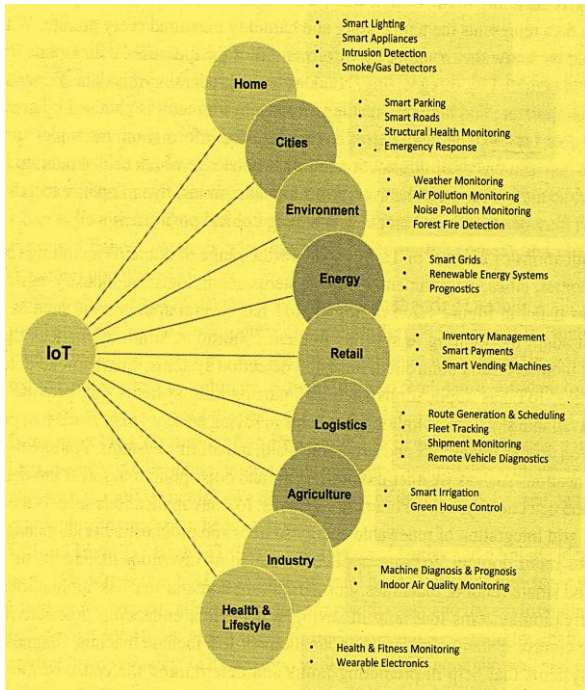 • Smart Lighting
• Smart Appliances
• Intrusion Detection
• Smoke/Gas Detectors
Home
• Smart Parking
• Smart Roads
• Structural Health Monitoring
• Emergency Response
Cities
• Weather Monitoring
• Air Pollution Monitoring
• Noise Pollution Monitoring
• Forest Fire Detection
Environment
• Smart Grids
• Renewable Energy Systems
• Prognostics
Energy
IoT
• Inventory Management
• Smart Payments
• Smart Vending Machines
Retail
• Route Generation & Scheduling
• Fleet Tracking
• Shipment Monitoring
• Remote Vehicle Diagnostics
Logistics
• Smart Irrigation
• Green House Control
Agriculture
• Machine Diagnosis & Prognosis
• Indoor Air Quality Monitoring
Industry
Health &
Lifestyle
• Health & Fitness Monitoring
• Wearable Electronics